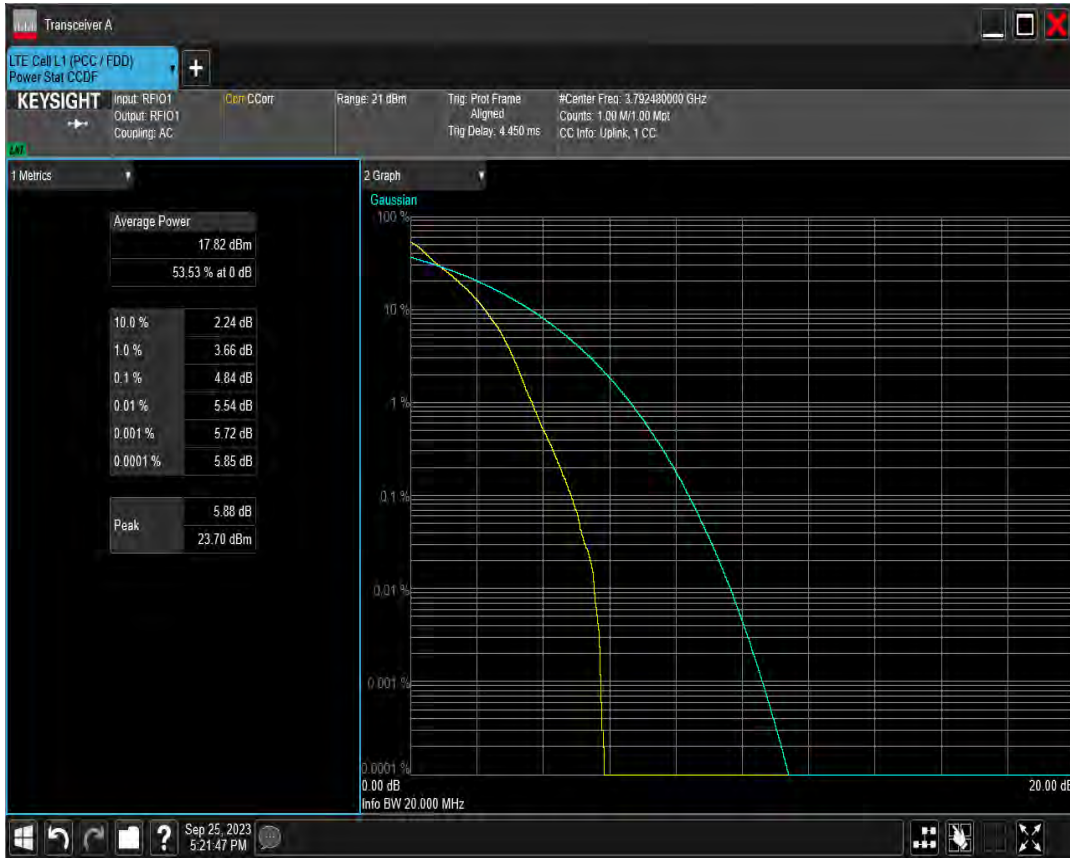 Transceiver A
LTE Cell L1 (PCC / FDD)
Power Stat CCDF
+
KEYSIGHT
Input: RFIO1
Output: RFIO1
Coupling: AC
Corr CCorr
Range: 21 dBm
Trig: Prot Frame
Aligned
Trig Delay: 4.450 ms
#Center Freq: 3.792480000 GHz
Counts: 1.00 M/1.00 Mpt
CC Info: Uplink, 1 CC
1 Metrics
Average Power
17.82 dBm
53.53 % at 0 dB
10.0 % 2.24 dB
1.0 % 3.66 dB
0.1 % 4.84 dB
0.01 % 5.54 dB
0.001 % 5.72 dB
0.0001 % 5.85 dB
Peak
5.88 dB
23.70 dBm
2 Graph
Gaussian
100 %
10 %
1 %
0.1 %
0.01 %
0.001 %
0.0001 %
0.00 dB
20.00 dB
Info BW 20.000 MHz
?
Sep 25, 2023
5:21:47 PM